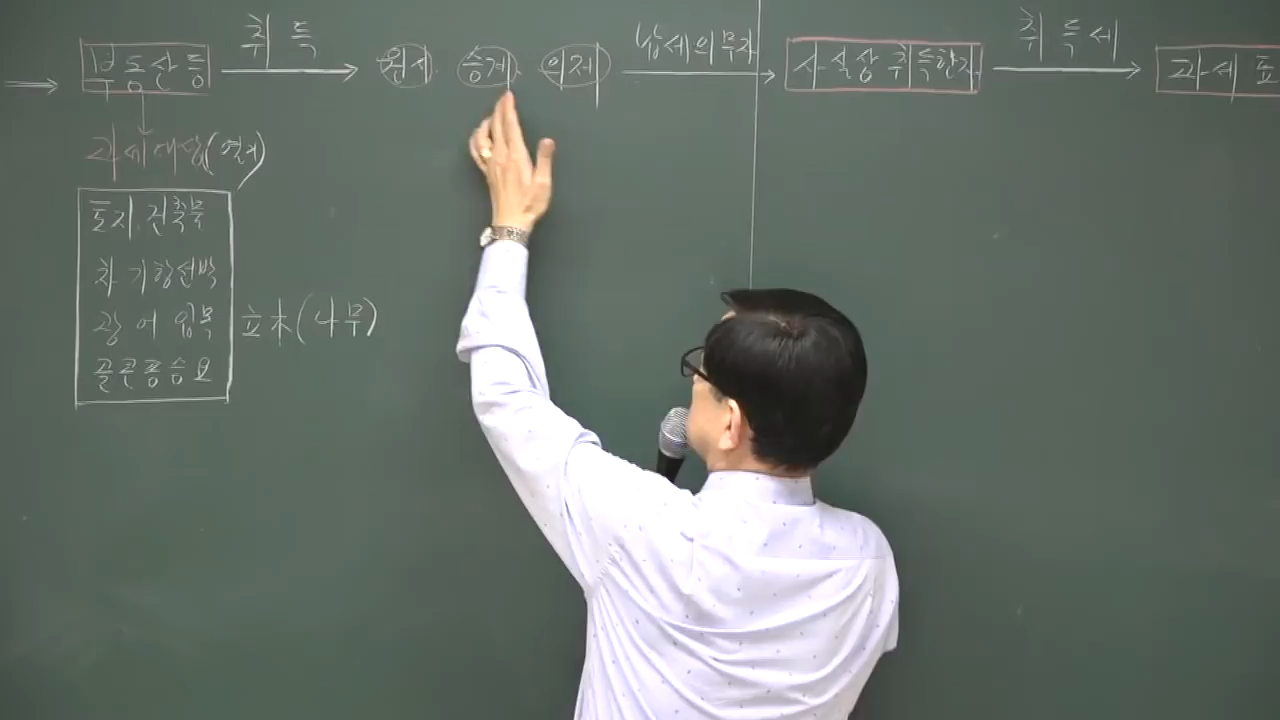 부동산등 취득 원시 승계 의제 납세의무자 사실상 취득한자 취득세 과세표
과세대상(열거)
토지.건축물
차 기항선박
광 어 입목 立木(나무)
골콘종승요